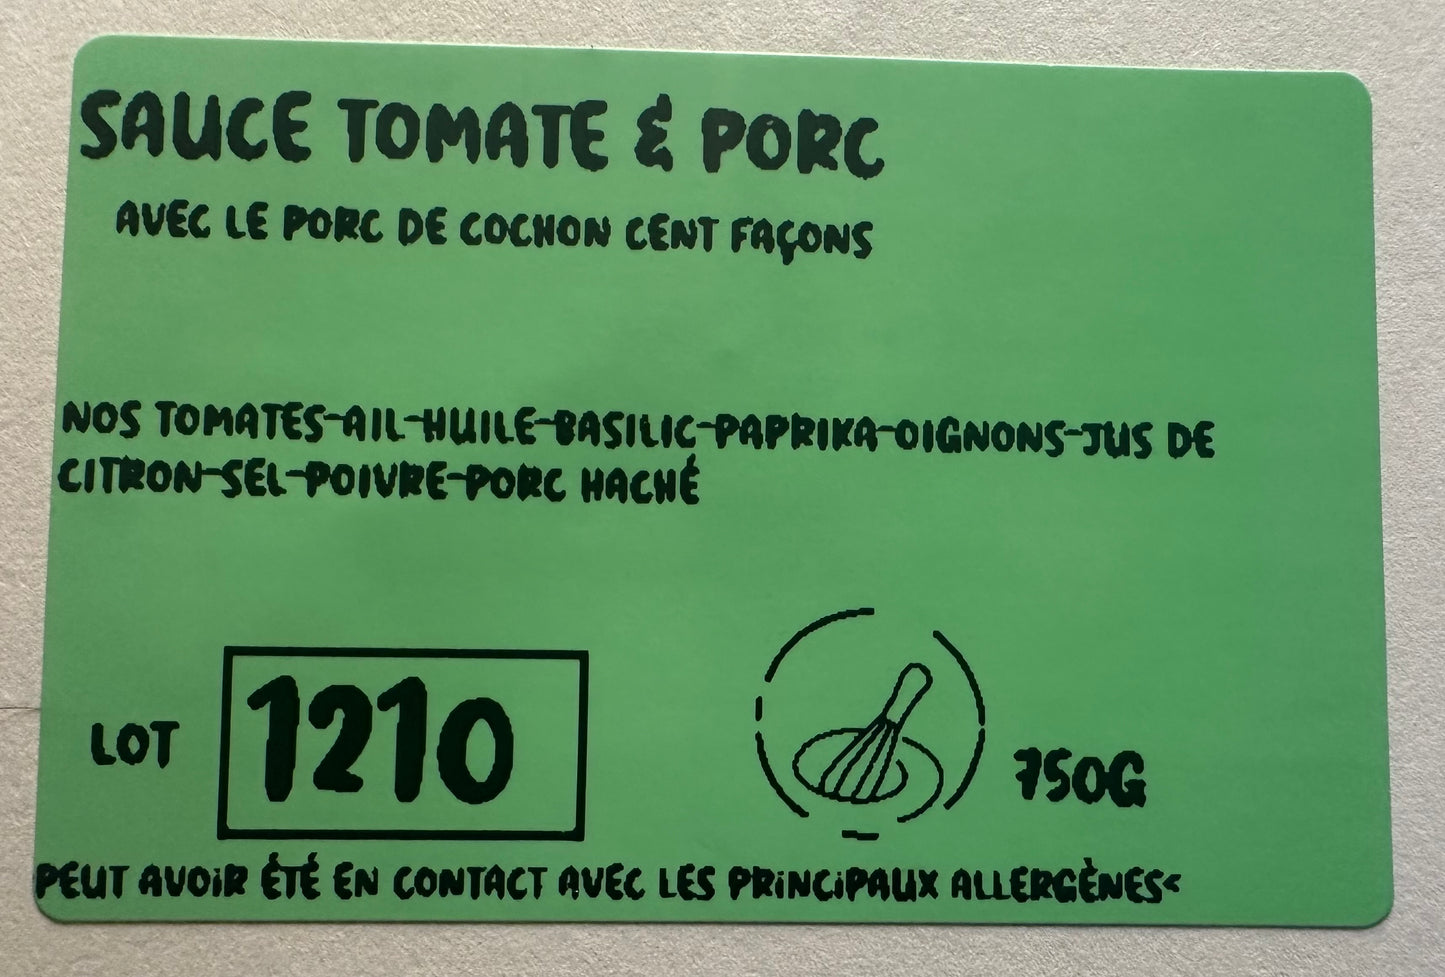 SAUCE TOMATE & PORC
AVEC LE PORC DE COCHON CENT FAÇONS
NOS TOMATES-AIL-HUILE-BASILIC-PAPRIKA-OIGNONS-JUS DE
CITRON-SEL-POIVRE-PORC HACHÉ
LOT 1210
750G
PEUT AVOiR ÉTÉ EN CONTACT AVEC LES PRiNCiPAUX ALLERGÈNES<